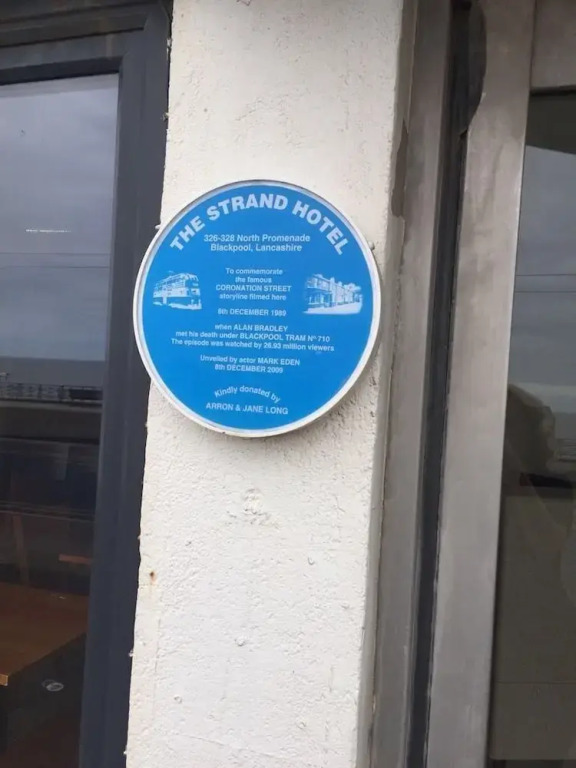 THE STRAND HOTEL
326-328 North Promenade
Blackpool, Lancashire
To commemorate
the famous
CORONATION STREET
storyline filmed here
8th DECEMBER 1989
when ALAN BRADLEY
met his death under BLACKPOOL TRAM Nº 710
The episode was watched by 26.93 million viewers
Unveiled by actor MARK EDEN
8th DECEMBER 2009
Kindly donated by
ARRON & JANE LONG